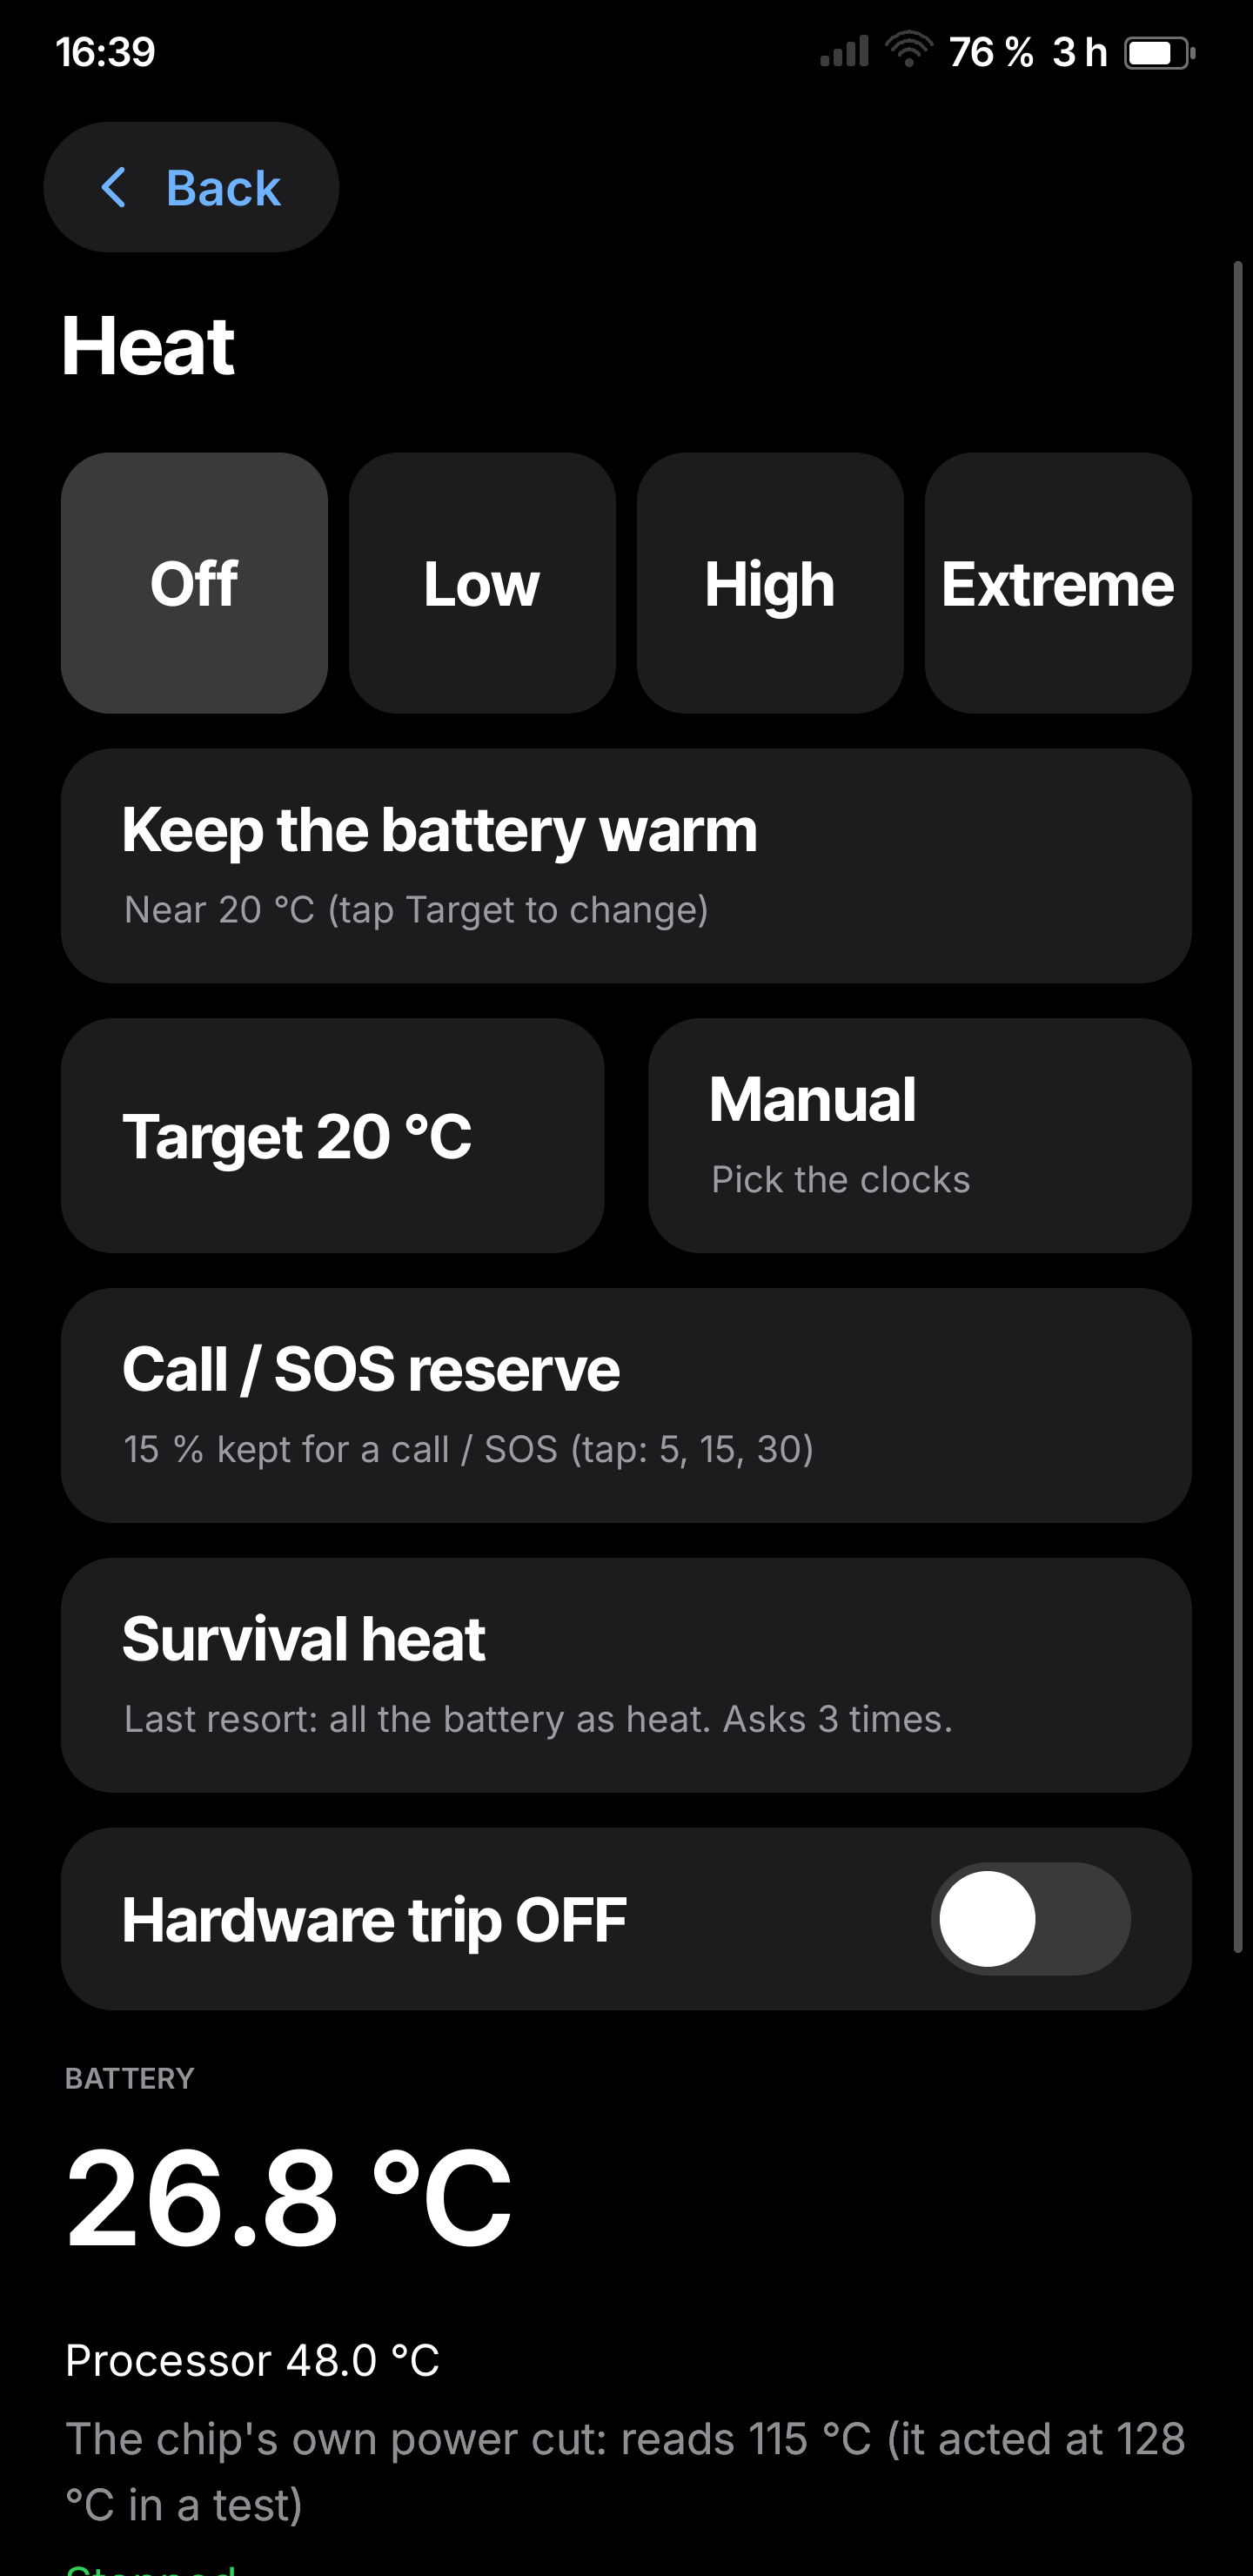 16:39
76 % 3 h
Back
Heat
Off
Low
High
Extreme
Keep the battery warm
Near 20 °C (tap Target to change)
Target 20 °C
Manual
Pick the clocks
Call / SOS reserve
15 % kept for a call / SOS (tap: 5, 15, 30)
Survival heat
Last resort: all the battery as heat. Asks 3 times.
Hardware trip OFF
BATTERY
26.8 °C
Processor 48.0 °C
The chip's own power cut: reads 115 °C (it acted at 128
°C in a test)